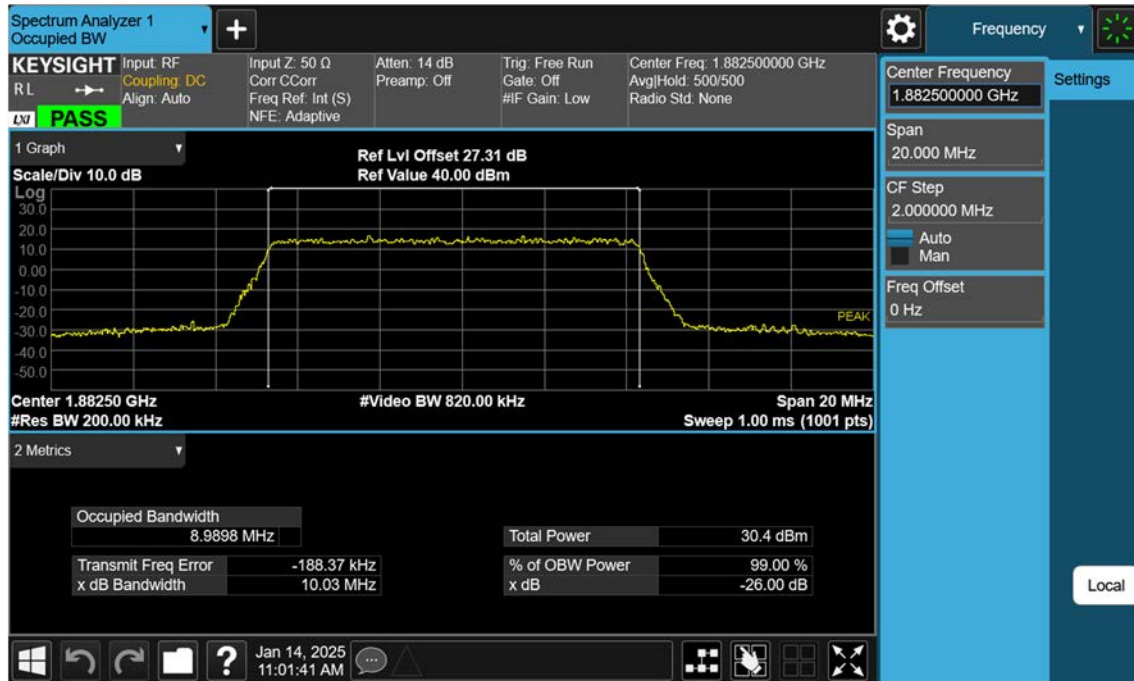 Spectrum Analyzer 1
Occupied BW
+
Frequency
KEYSIGHT
RL
LXI PASS
Input: RF
Coupling: DC
Align: Auto
Input Z: 50 Ω
Corr CCorr
Freq Ref: Int (S)
NFE: Adaptive
Atten: 14 dB
Preamp: Off
Trig: Free Run
Gate: Off
#IF Gain: Low
Center Freq: 1.882500000 GHz
Avg|Hold: 500/500
Radio Std: None
Center Frequency
1.882500000 GHz
Settings
Span
20.000 MHz
CF Step
2.000000 MHz
Auto
Man
Freq Offset
0 Hz
Local
1 Graph
Scale/Div 10.0 dB
Ref Lvl Offset 27.31 dB
Ref Value 40.00 dBm
Log
30.0
20.0
10.0
0.00
-10.0
-20.0
-30.0
-40.0
-50.0
PEAK
Center 1.88250 GHz
#Res BW 200.00 kHz
#Video BW 820.00 kHz
Span 20 MHz
Sweep 1.00 ms (1001 pts)
2 Metrics
Occupied Bandwidth
8.9898 MHz
Transmit Freq Error -188.37 kHz
x dB Bandwidth 10.03 MHz
Total Power 30.4 dBm
% of OBW Power 99.00 %
x dB -26.00 dB
?
Jan 14, 2025
11:01:41 AM